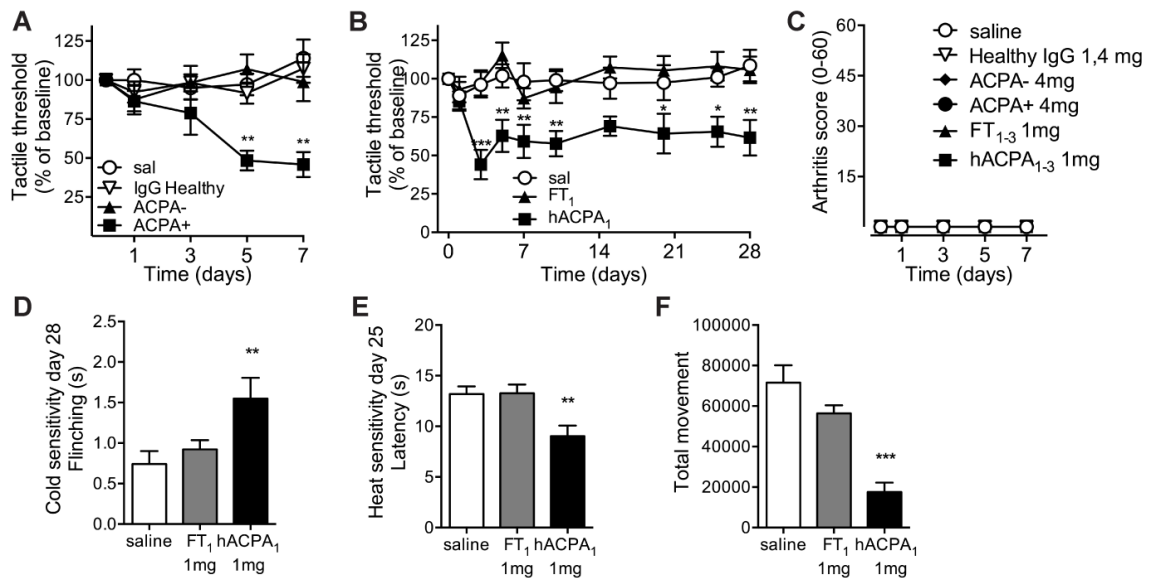 A
Tactile threshold
(% of baseline)
125
100
75
50
25
sal
IgG Healthy
ACPA-
ACPA+
**
**
1
3
5
7
Time (days)
B
Tactile threshold
(% of baseline)
125
100
75
50
25
0
***
**
**
**
*
*
**
sal
FT1
hACPA1
0
7
14
21
28
Time (days)
C
Arthritis score (0-60)
60
45
30
15
saline
Healthy IgG 1,4 mg
ACPA- 4mg
ACPA+ 4mg
FT1-3 1mg
hACPA1-3 1mg
1
3
5
7
Time (days)
D
Cold sensitivity day 28
Flinching (s)
2.5
2.0
1.5
1.0
0.5
0.0
**
saline
FT1
1mg
hACPA1
1mg
E
Heat sensitivity day 25
Latency (s)
20
15
10
5
0
**
saline
FT1
1mg
hACPA1
1mg
F
Total movement
100000
80000
60000
40000
20000
0
***
saline
FT1
1mg
hACPA1
1mg